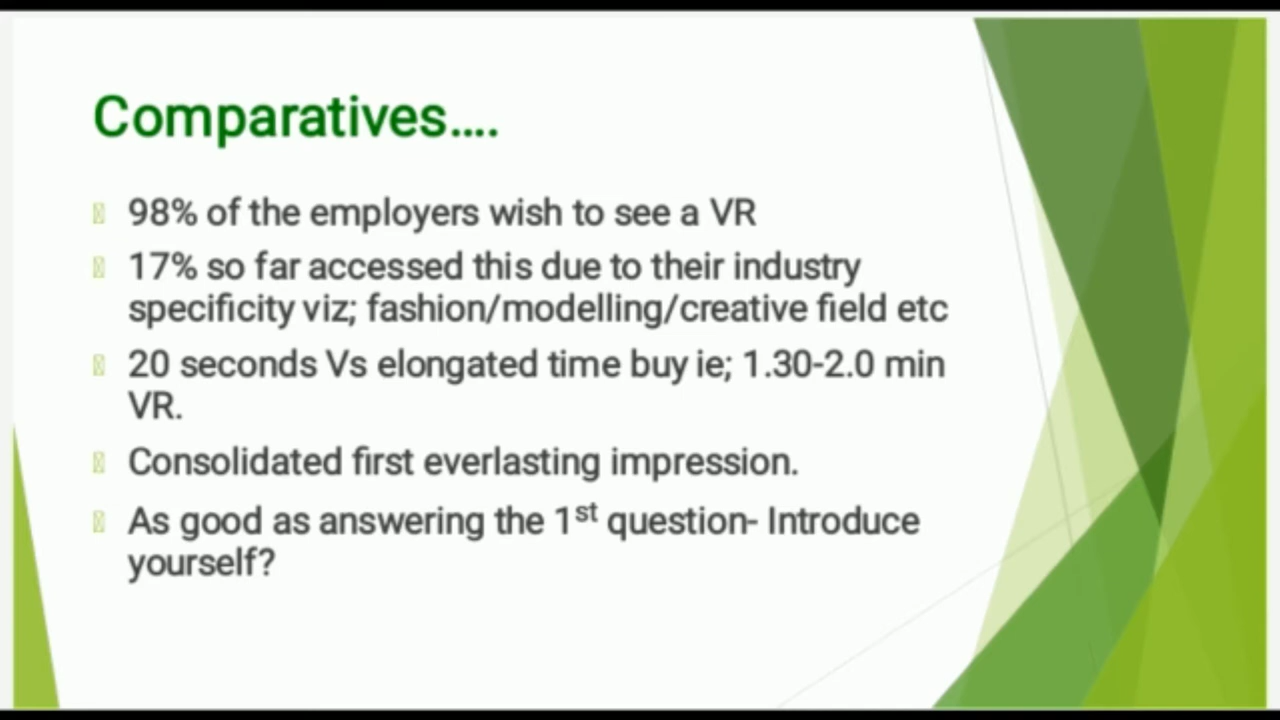 Comparatives....
98% of the employers wish to see a VR
17% so far accessed this due to their industry
specificity viz; fashion/modelling/creative field etc
20 seconds Vs elongated time buy ie; 1.30-2.0 min
VR.
Consolidated first everlasting impression.
As good as answering the 1st question- Introduce
yourself?